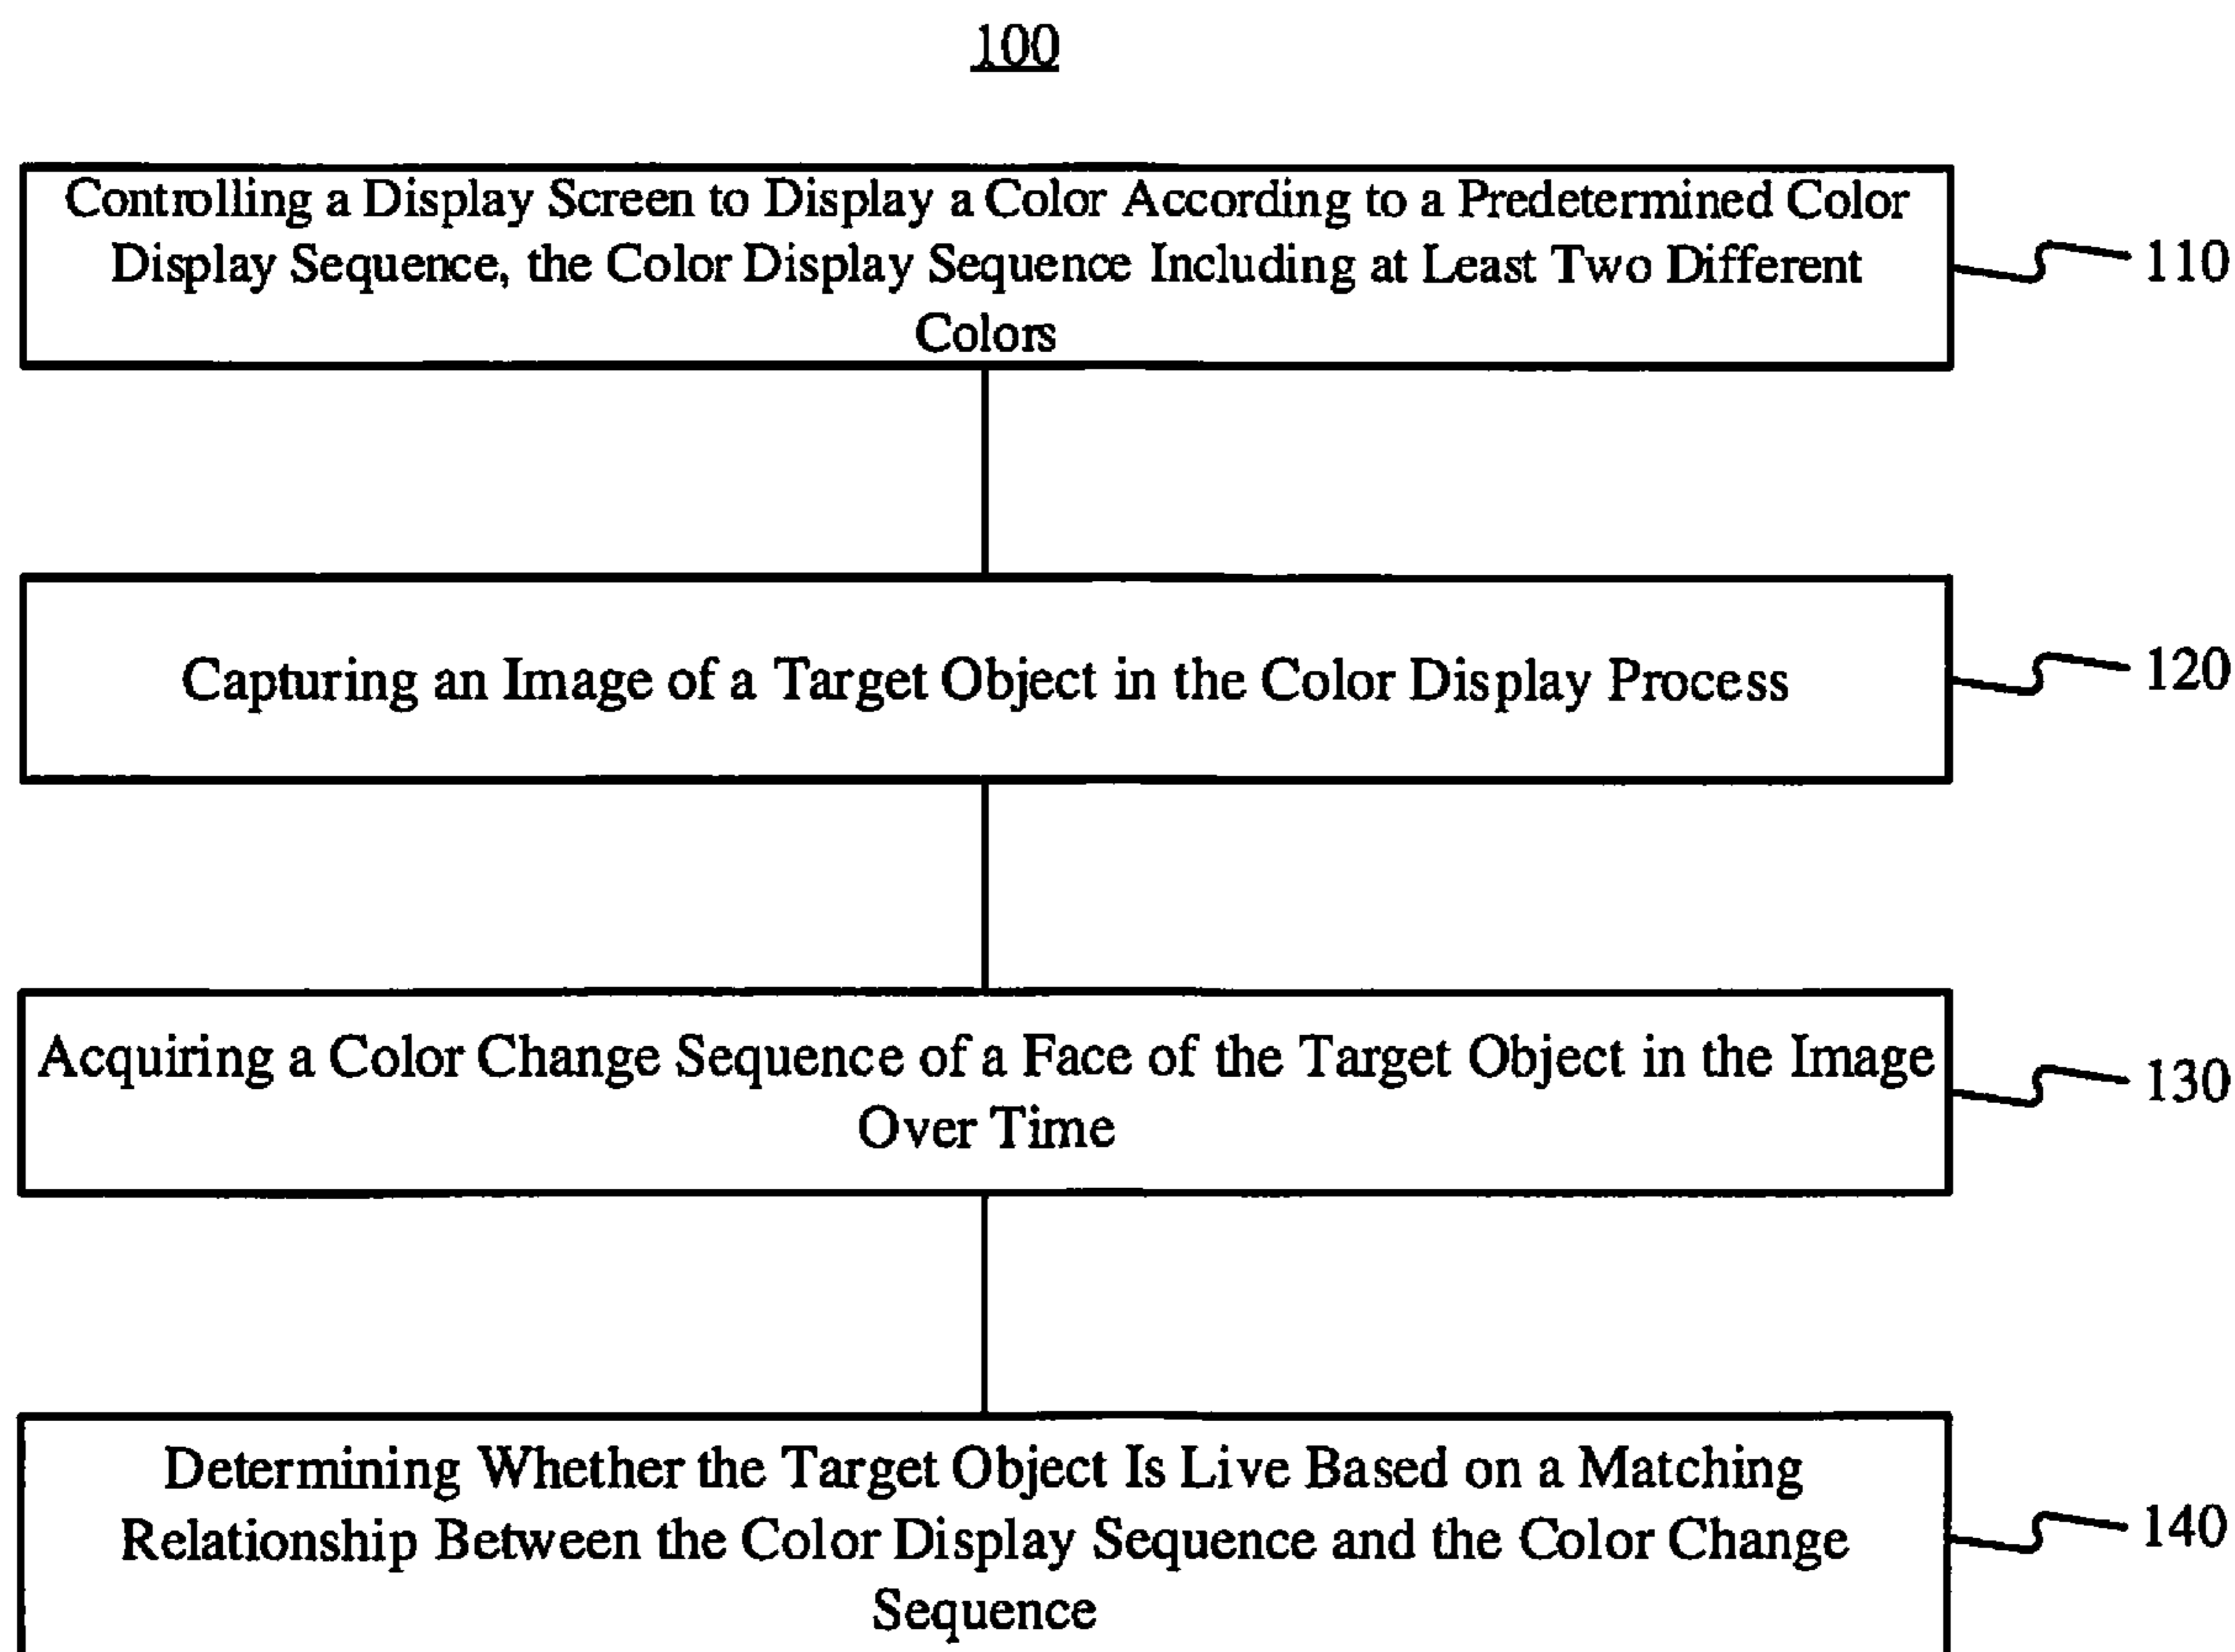 100
Controlling a Display Screen to Display a Color According to a Predetermined Color
Display Sequence, the Color Display Sequence Including at Least Two Different
Colors
110
Capturing an Image of a Target Object in the Color Display Process
120
Acquiring a Color Change Sequence of a Face of the Target Object in the Image
Over Time
130
Determining Whether the Target Object Is Live Based on a Matching
Relationship Between the Color Display Sequence and the Color Change
Sequence
140